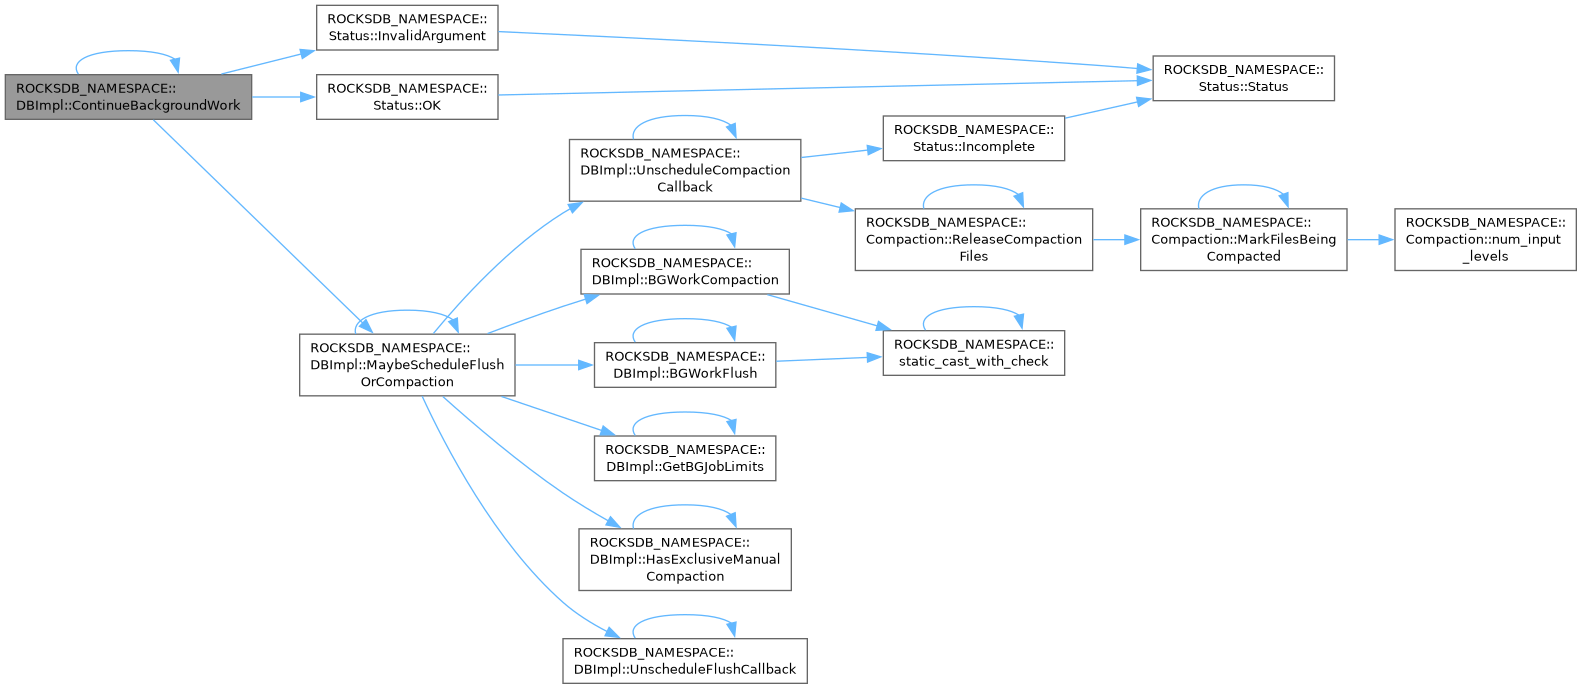 ROCKSDB_NAMESPACE::
DBImpl::ContinueBackgroundWork
ROCKSDB_NAMESPACE::
Status::InvalidArgument
ROCKSDB_NAMESPACE::
Status::OK
ROCKSDB_NAMESPACE::
DBImpl::MaybeScheduleFlush
OrCompaction
ROCKSDB_NAMESPACE::
DBImpl::UnscheduleCompaction
Callback
ROCKSDB_NAMESPACE::
DBImpl::BGWorkCompaction
ROCKSDB_NAMESPACE::
DBImpl::BGWorkFlush
ROCKSDB_NAMESPACE::
DBImpl::GetBGJobLimits
ROCKSDB_NAMESPACE::
DBImpl::HasExclusiveManual
Compaction
ROCKSDB_NAMESPACE::
DBImpl::UnscheduleFlushCallback
ROCKSDB_NAMESPACE::
Status::Incomplete
ROCKSDB_NAMESPACE::
Compaction::ReleaseCompaction
Files
ROCKSDB_NAMESPACE::
static_cast_with_check
ROCKSDB_NAMESPACE::
Status::Status
ROCKSDB_NAMESPACE::
Compaction::MarkFilesBeing
Compacted
ROCKSDB_NAMESPACE::
Compaction::num_input
_levels